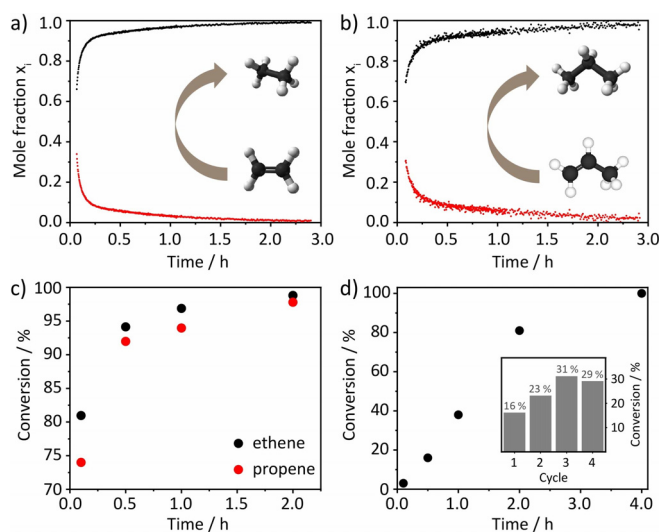 a)
Mole fraction xi
1.0
0.8
0.6
0.4
0.2
0.0
0.0 0.5 1.0 1.5 2.0 2.5 3.0
Time / h
b)
Mole fraction xi
1.0
0.8
0.6
0.4
0.2
0.0
0.0 0.5 1.0 1.5 2.0 2.5 3.0
Time / h
c)
Conversion / %
100
95
90
85
80
75
70
ethene
propene
0.0 0.5 1.0 1.5 2.0
Time / h
d)
Conversion / %
100
80
60
40
20
0
16 % 23 % 31 % 29 %
30
20
10
Conversion / %
1 2 3 4
Cycle
0.0 1.0 2.0 3.0 4.0
Time / h